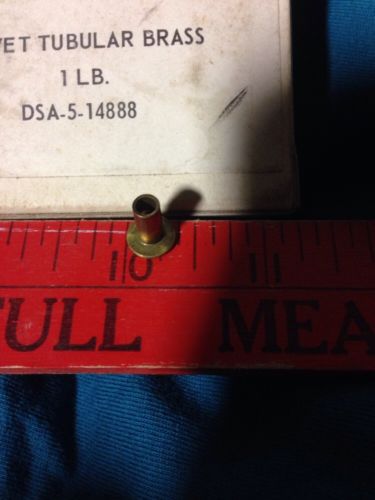 VET TUBULAR BRASS
1 LB.
DSA-5-14888
10 11
FULL MEA